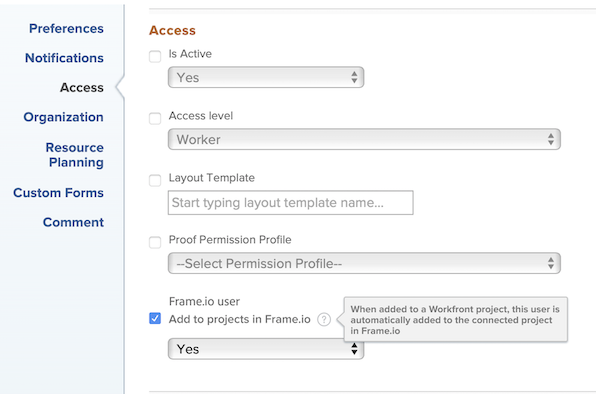 Preferences
Notifications
Access
Organization
Resource
Planning
Custom Forms
Comment
Access
Is Active
Yes
Access level
Worker
Layout Template
Start typing layout template name...
Proof Permission Profile
--Select Permission Profile--
Frame.io user
Add to projects in Frame.io ?
When added to a Workfront project, this user is
automatically added to the connected project
in Frame.io
Yes